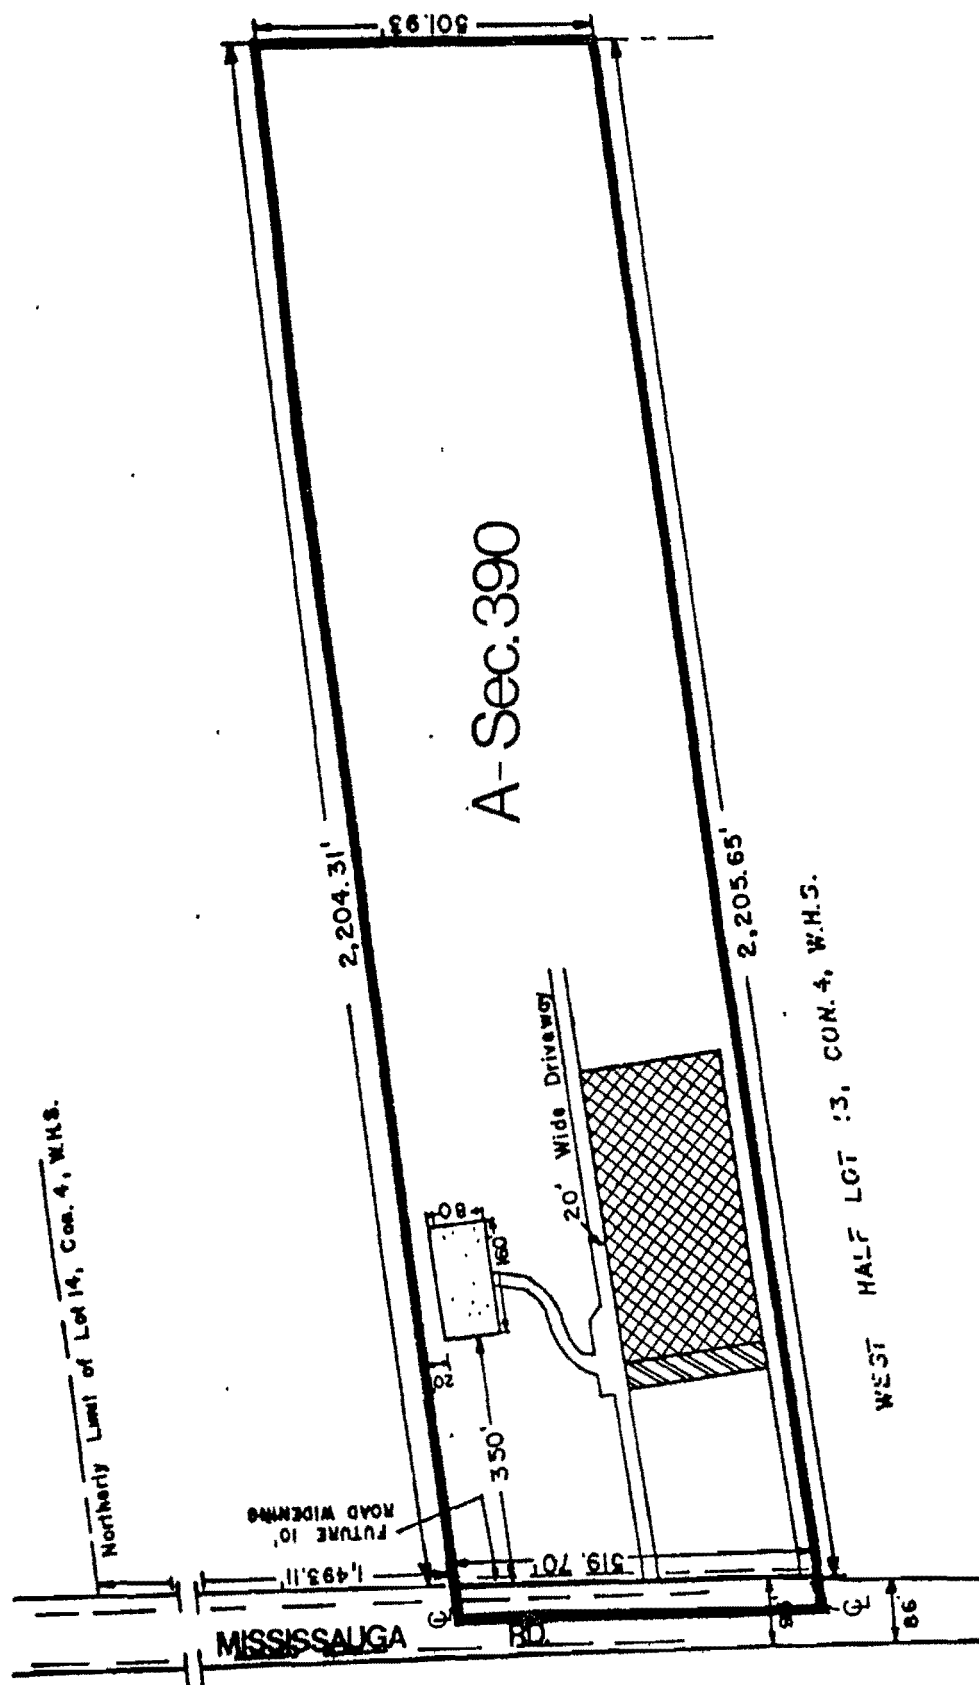 501.93'
2,204.31'
A-Sec.390
2,205.65'
WEST HALF LOT 13, CON. 4, W.H.S.
Northerly Limit of Lot 14, Con. 4, W.H.S.
20' Wide Driveway
80'
160'
20'
350'
FUTURE 10'
ROAD WIDENING
1,493.11'
519.70'
MISSISSAUGA RD.
86'